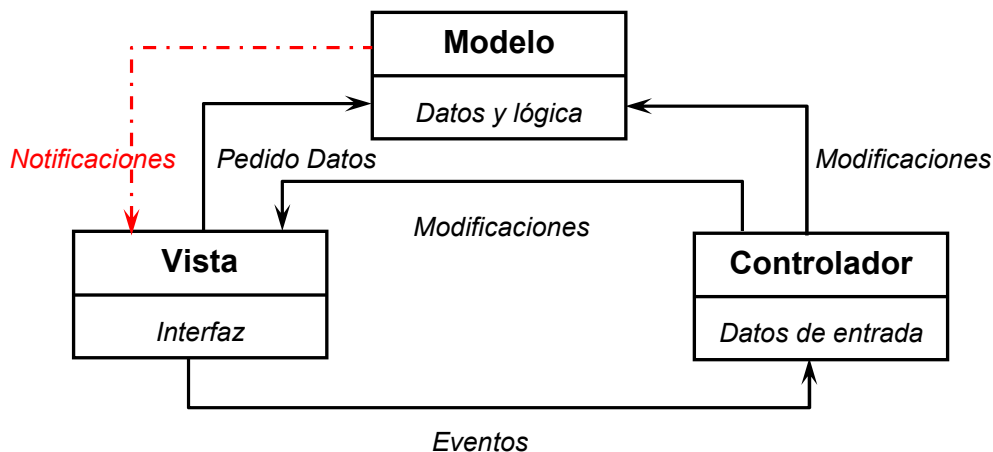 Modelo
Datos y lógica
Notificaciones
Pedido Datos
Modificaciones
Modificaciones
Vista
Interfaz
Controlador
Datos de entrada
Eventos